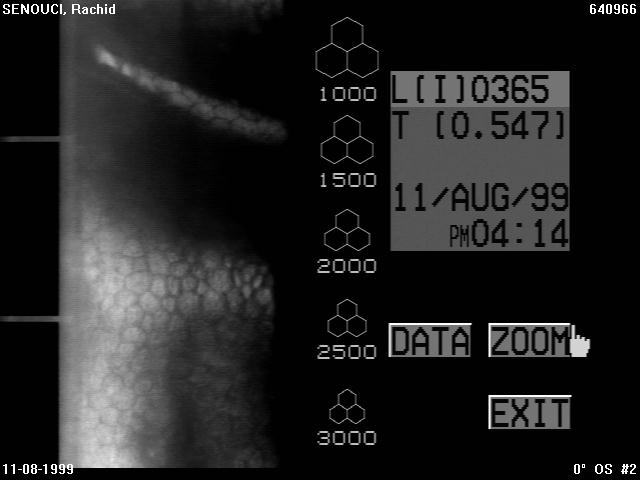 SENOUCI, Rachid
640966
1000
1500
2000
2500
3000
L[I]0365
T [0.547]
11/AUG/99
PM04:14
DATA
ZOOM
EXIT
11-08-1999
0° OS #2